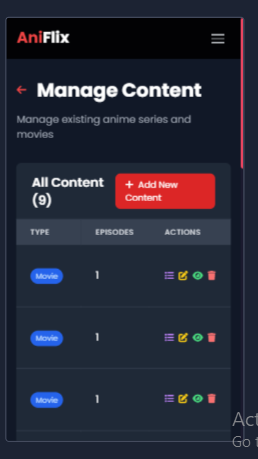 AniFlix
Manage Content
Manage existing anime series and
movies
All Content
(9)
+ Add New
Content
TYPE EPISODES ACTIONS
Movie 1
Movie 1
Movie 1
Act
Go t